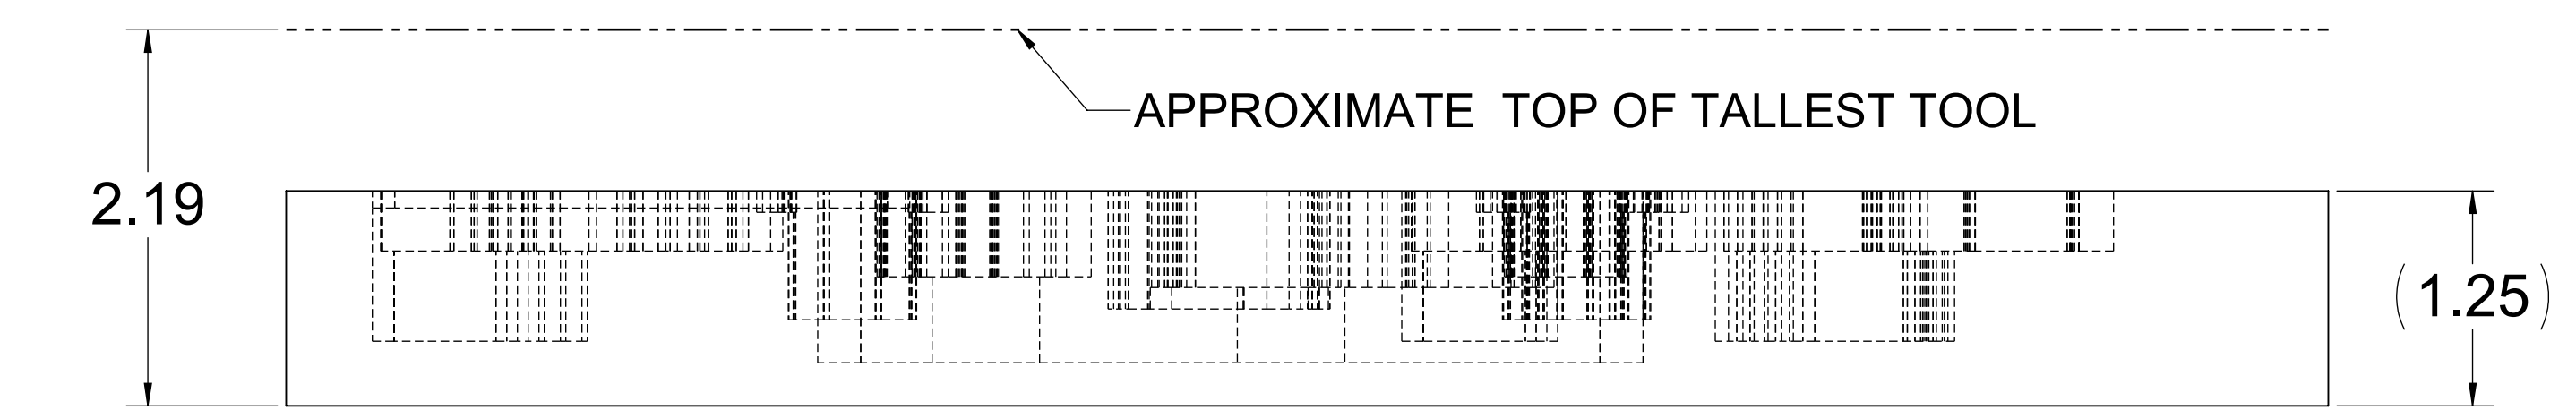 APPROXIMATE TOP OF TALLEST TOOL
2.19
(1.25)